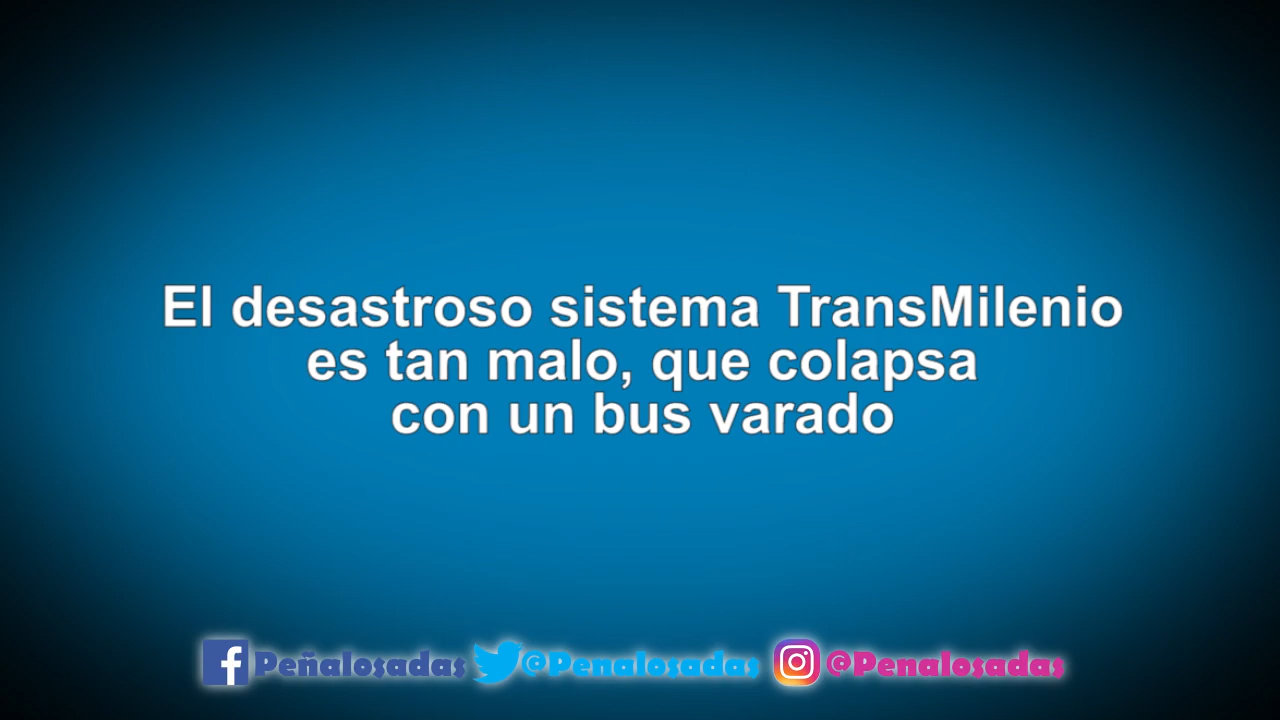 El desastroso sistema TransMilenio
es tan malo, que colapsa
con un bus varado
Peñalosadas @Penalosadas @Penalosadas